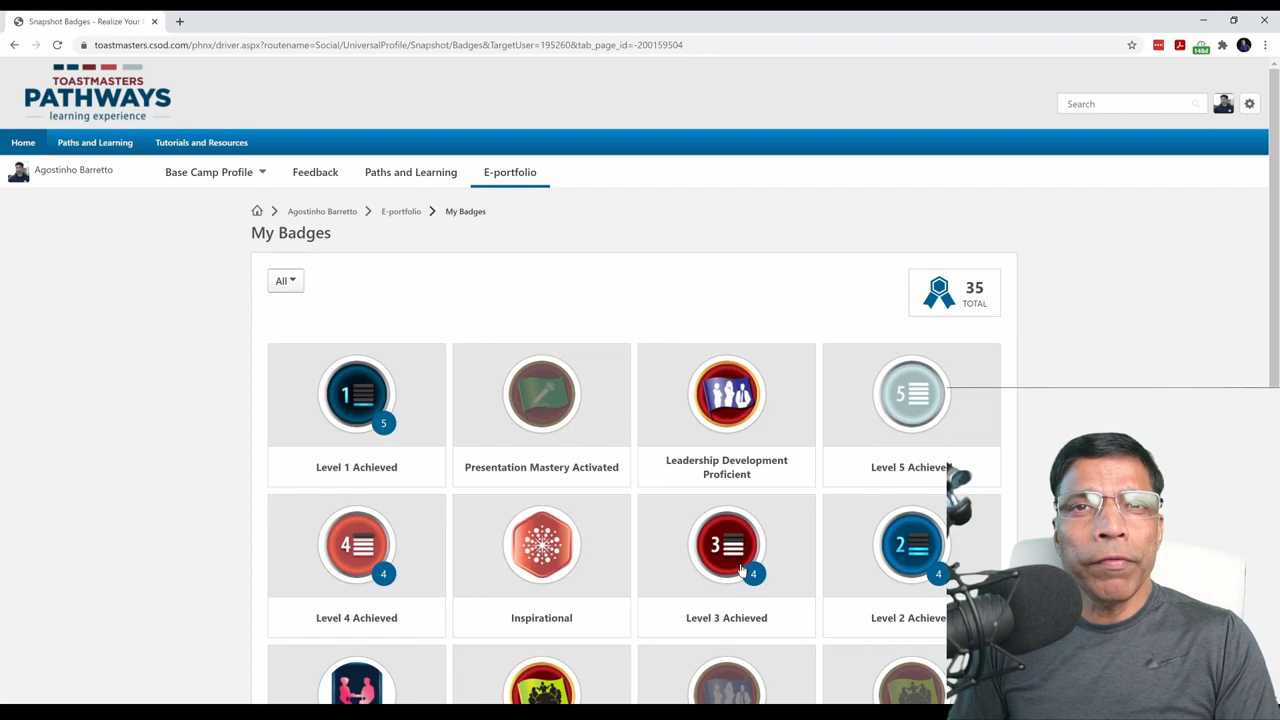 Snapshot Badges - Realize Your
toastmasters.csod.com/phnx/driver.aspx?routename=Social/UniversalProfile/Snapshot/Badges&TargetUser=195260&tab_page_id=-200159504
148d
TOASTMASTERS
PATHWAYS
learning experience
Search
Home
Paths and Learning
Tutorials and Resources
Agostinho Barretto
Base Camp Profile
Feedback
Paths and Learning
E-portfolio
Agostinho Barretto
E-portfolio
My Badges
My Badges
All
35
TOTAL
1
5
5
Level 1 Achieved
Presentation Mastery Activated
Leadership Development
Proficient
Level 5 Achieve
4
4
3
4
2
4
Level 4 Achieved
Inspirational
Level 3 Achieved
Level 2 Achieve